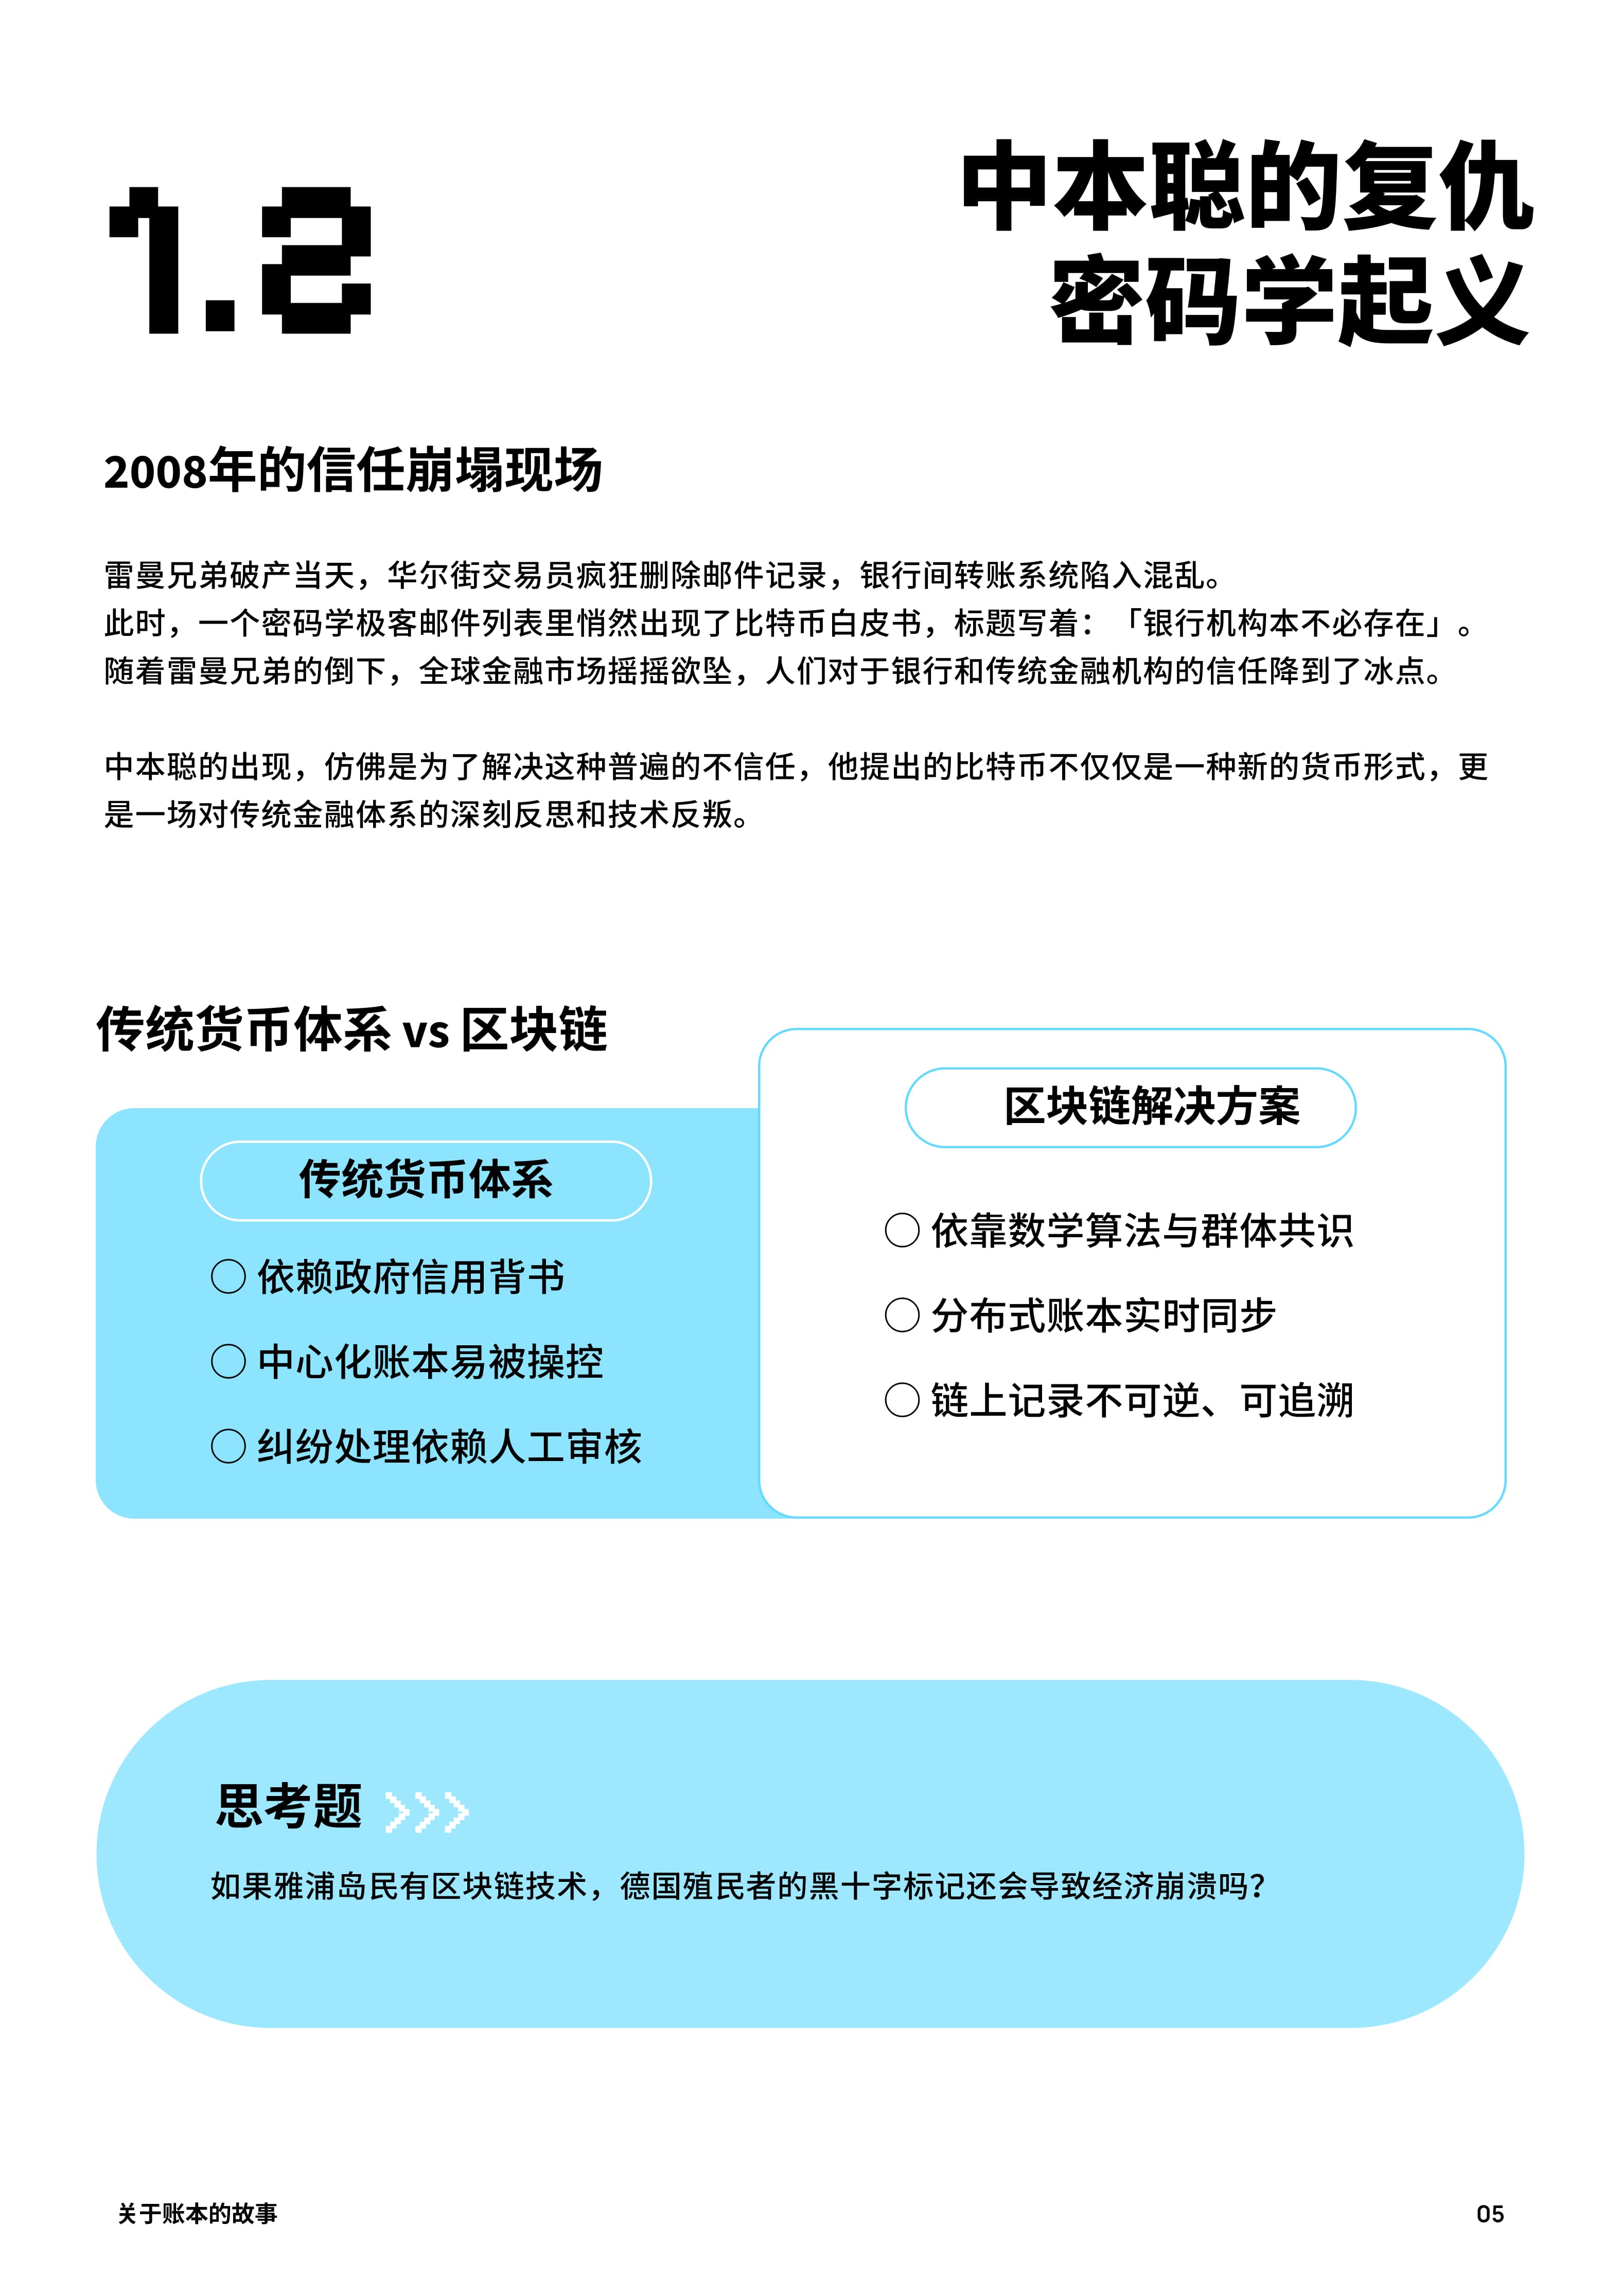 1.2
中本聪的复仇
密码学起义
2008年的信任崩塌现场
雷曼兄弟破产当天，华尔街交易员疯狂删除邮件记录，银行间转账系统陷入混乱。
此时，一个密码学极客邮件列表里悄然出现了比特币白皮书，标题写着：「银行机构本不必存在」。
随着雷曼兄弟的倒下，全球金融市场摇摇欲坠，人们对于银行和传统金融机构的信任降到了冰点。
中本聪的出现，仿佛是为了解决这种普遍的不信任，他提出的比特币不仅仅是一种新的货币形式，更
是一场对传统金融体系的深刻反思和技术反叛。
传统货币体系 vs 区块链
传统货币体系
○ 依赖政府信用背书
○ 中心化账本易被操控
○ 纠纷处理依赖人工审核
区块链解决方案
○ 依靠数学算法与群体共识
○ 分布式账本实时同步
○ 链上记录不可逆、可追溯
思考题
如果雅浦岛民有区块链技术，德国殖民者的黑十字标记还会导致经济崩溃吗？
关于账本的故事
05